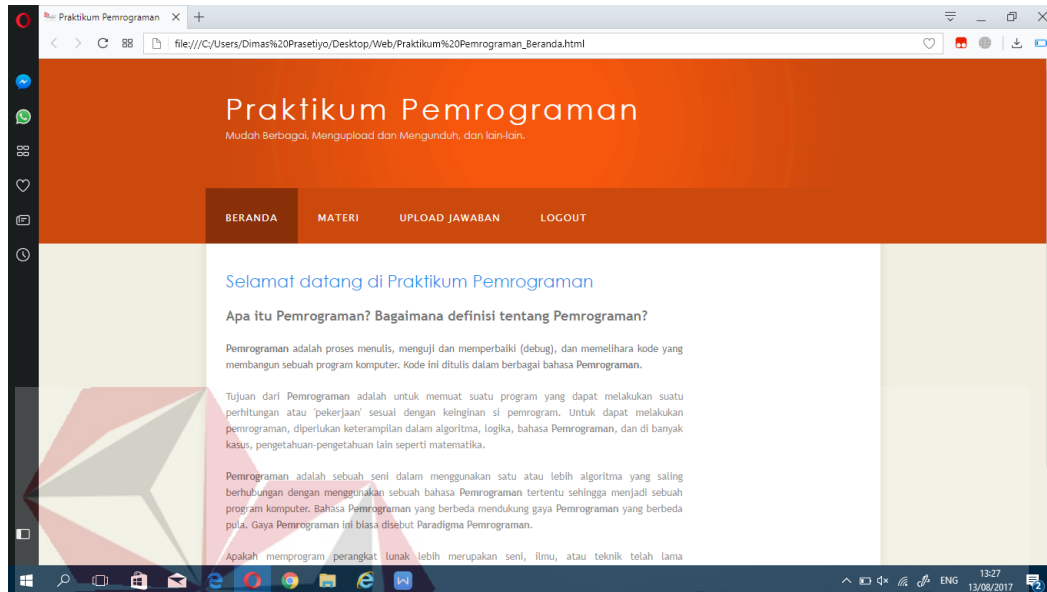 Praktikum Pemrograman
file:///C:/Users/Dimas%20Prasetiyo/Desktop/Web/Praktikum%20Pemrograman_Beranda.html
Praktikum Pemrograman
Mudah Berbagai, Mengupload dan Mengunduh, dan lain-lain.
BERANDA MATERI UPLOAD JAWABAN LOGOUT
Selamat datang di Praktikum Pemrograman
Apa itu Pemrograman? Bagaimana definisi tentang Pemrograman?
Pemrograman adalah proses menulis, menguji dan memperbaiki (debug), dan memelihara kode yang
membangun sebuah program komputer. Kode ini ditulis dalam berbagai bahasa Pemrograman.
Tujuan dari Pemrograman adalah untuk memuat suatu program yang dapat melakukan suatu
perhitungan atau 'pekerjaan' sesuai dengan keinginan si pemrogram. Untuk dapat melakukan
pemrograman, diperlukan keterampilan dalam algoritma, logika, bahasa Pemrograman, dan di banyak
kasus, pengetahuan-pengetahuan lain seperti matematika.
Pemrograman adalah sebuah seni dalam menggunakan satu atau lebih algoritma yang saling
berhubungan dengan menggunakan sebuah bahasa Pemrograman tertentu sehingga menjadi sebuah
program komputer. Bahasa Pemrograman yang berbeda mendukung gaya Pemrograman yang berbeda
pula. Gaya Pemrograman ini biasa disebut Paradigma Pemrograman.
Apakah memprogram perangkat lunak lebih merupakan seni, ilmu, atau teknik telah lama
ENG
13:27
13/08/2017
2